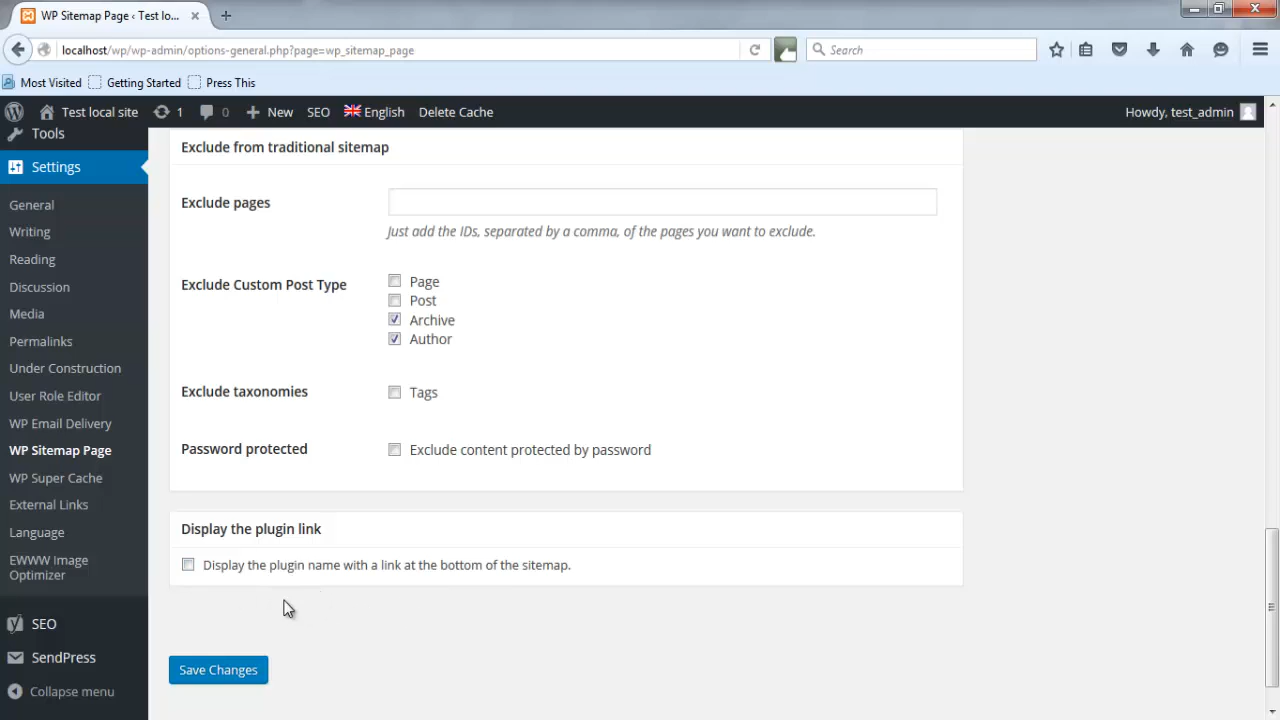 WP Sitemap Page ‹ Test lo...
localhost/wp/wp-admin/options-general.php?page=wp_sitemap_page
Search
Most Visited
Getting Started
Press This
Test local site
1
0
New
SEO
English
Delete Cache
Howdy, test_admin
Tools
Settings
General
Writing
Reading
Discussion
Media
Permalinks
Under Construction
User Role Editor
WP Email Delivery
WP Sitemap Page
WP Super Cache
External Links
Language
EWWW Image
Optimizer
SEO
SendPress
Collapse menu
Exclude from traditional sitemap
Exclude pages
Just add the IDs, separated by a comma, of the pages you want to exclude.
Exclude Custom Post Type
Page
Post
Archive
Author
Exclude taxonomies
Tags
Password protected
Exclude content protected by password
Display the plugin link
Display the plugin name with a link at the bottom of the sitemap.
Save Changes